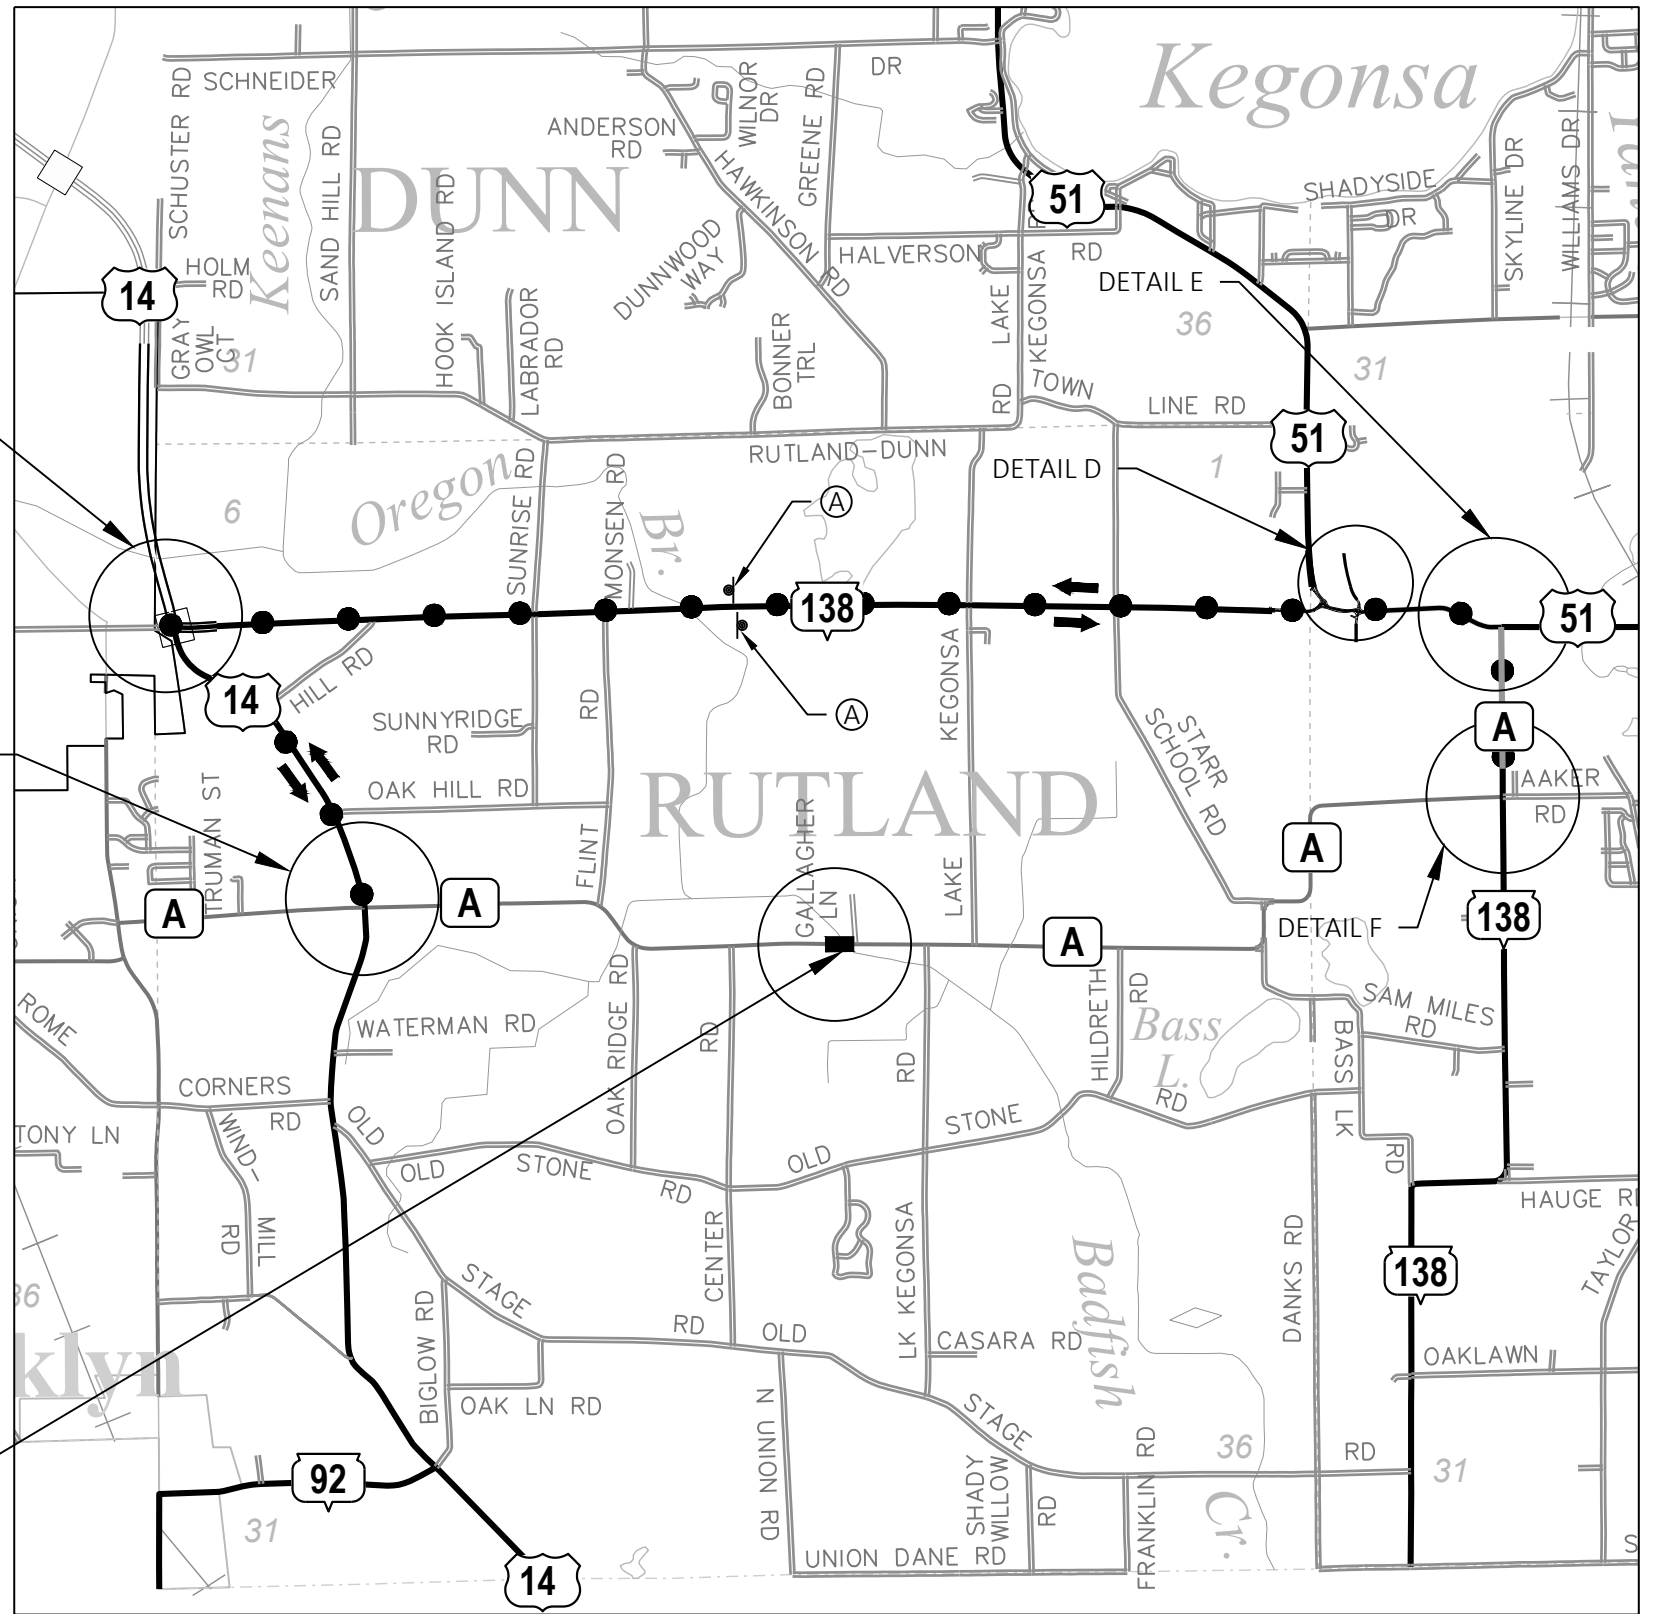 Kegonsa
SCHNEIDER
DR
SCHUSTER RD
Keenans
SAND HILL RD
DUNN
ANDERSON
RD
WILNOR
DR
GREENE RD
HAWKINSON RD
HOOK ISLAND RD
DUNNWOOD
WAY
HALVERSON
RD
51
SHADYSIDE
DR
SKYLINE DR
WILLIAMS DR
14
HOLM
RD
GRAY
OWL
CT
31
LABRADOR
RD
BONNER
TRL
LAKE
KEGONSA
RD
DETAIL E
36
31
TOWN
LINE RD
51
RUTLAND-DUNN
DETAIL D
1
6
Oregon
Br.
SUNRISE RD
MONSEN RD
A
138
51
A
14
HILL RD
SUNNYRIDGE
RD
RD
OAK HILL RD
KEGONSA
STARR
SCHOOL RD
A
AAKER
RD
RUTLAND
TRUMAN ST
FLINT
GALLAGHER
LN
LAKE
A
A
A
A
138
DETAIL F
ROME
WATERMAN RD
OAK RIDGE RD
RD
RD
HILDRETH
RD
Bass
L.
SAM MILES
RD
BASS
LK
RD
CORNERS
RD
TONY LN
WIND-
MILL
RD
OLD
OLD
STONE
RD
OLD
STONE
RD
HAUGE RD
TAYLOR
CENTER
LK KEGONSA
Badfish
DANKS RD
138
36
klyn
STAGE
RD
OLD
CASARA RD
OAKLAWN
BIGLOW RD
OAK LN RD
N UNION RD
STAGE
RD
36
31
92
31
SHADY
WILLOW
RD
FRANKLIN RD
Cr.
14
UNION DANE RD
S